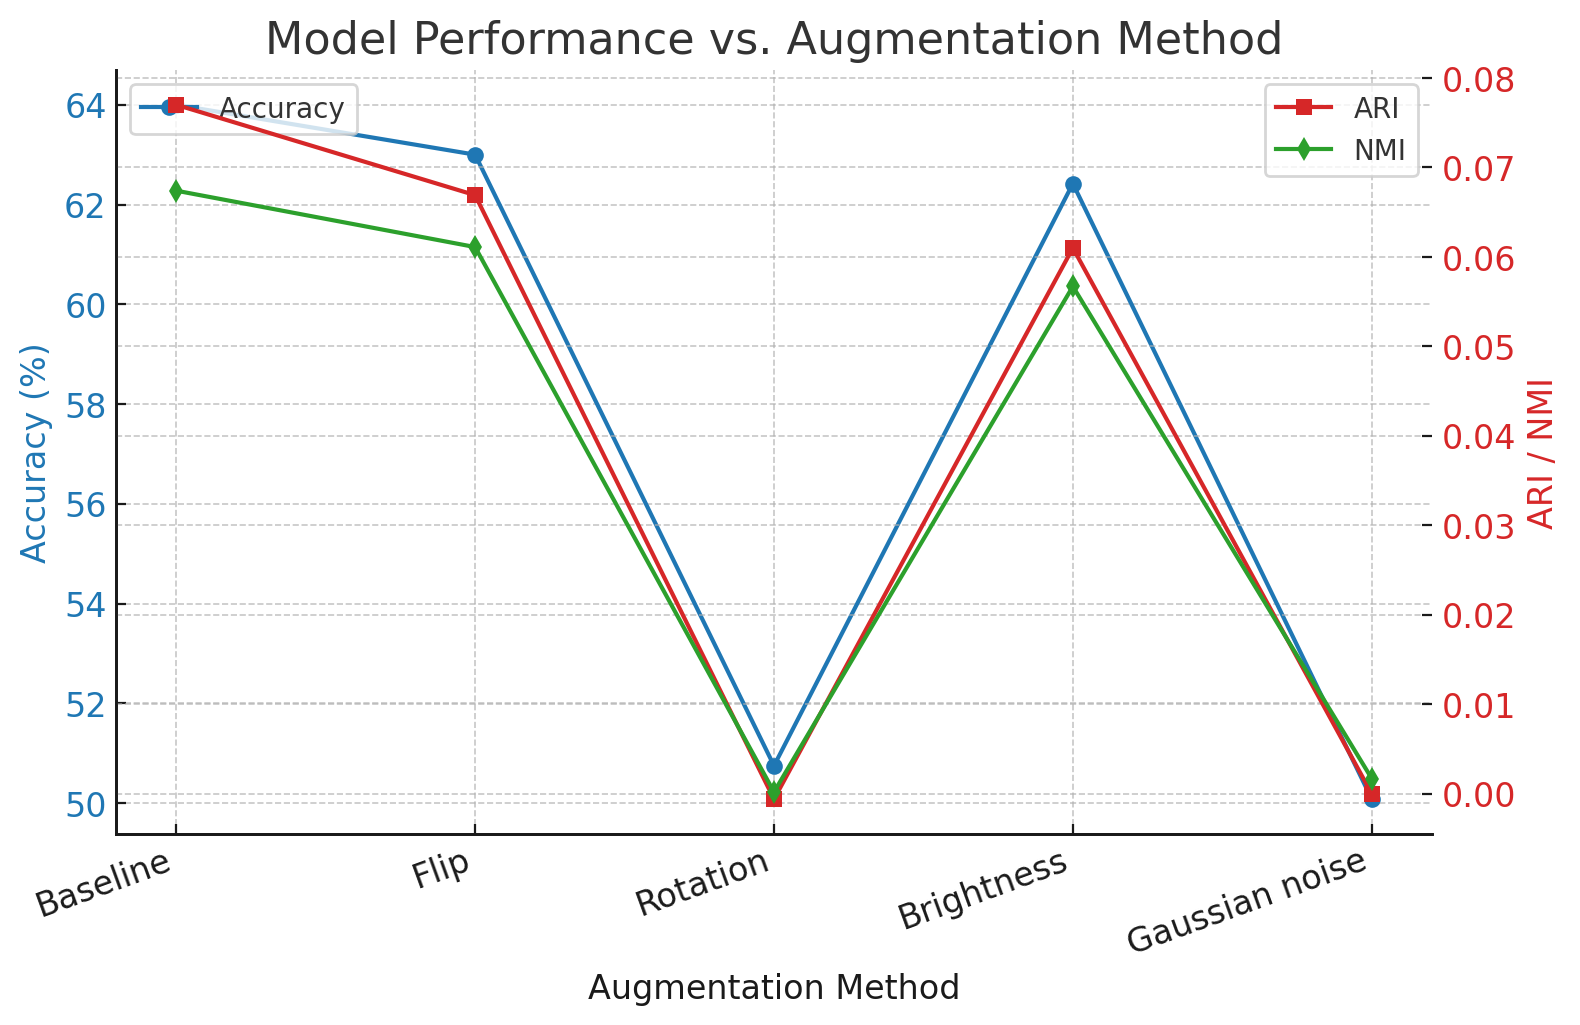 Model Performance vs. Augmentation Method
Accuracy
ARI
NMI
Accuracy (%)
64
62
60
58
56
54
52
50
0.08
0.07
0.06
0.05
0.04
0.03
0.02
0.01
0.00
ARI / NMI
Baseline
Flip
Rotation
Brightness
Gaussian noise
Augmentation Method